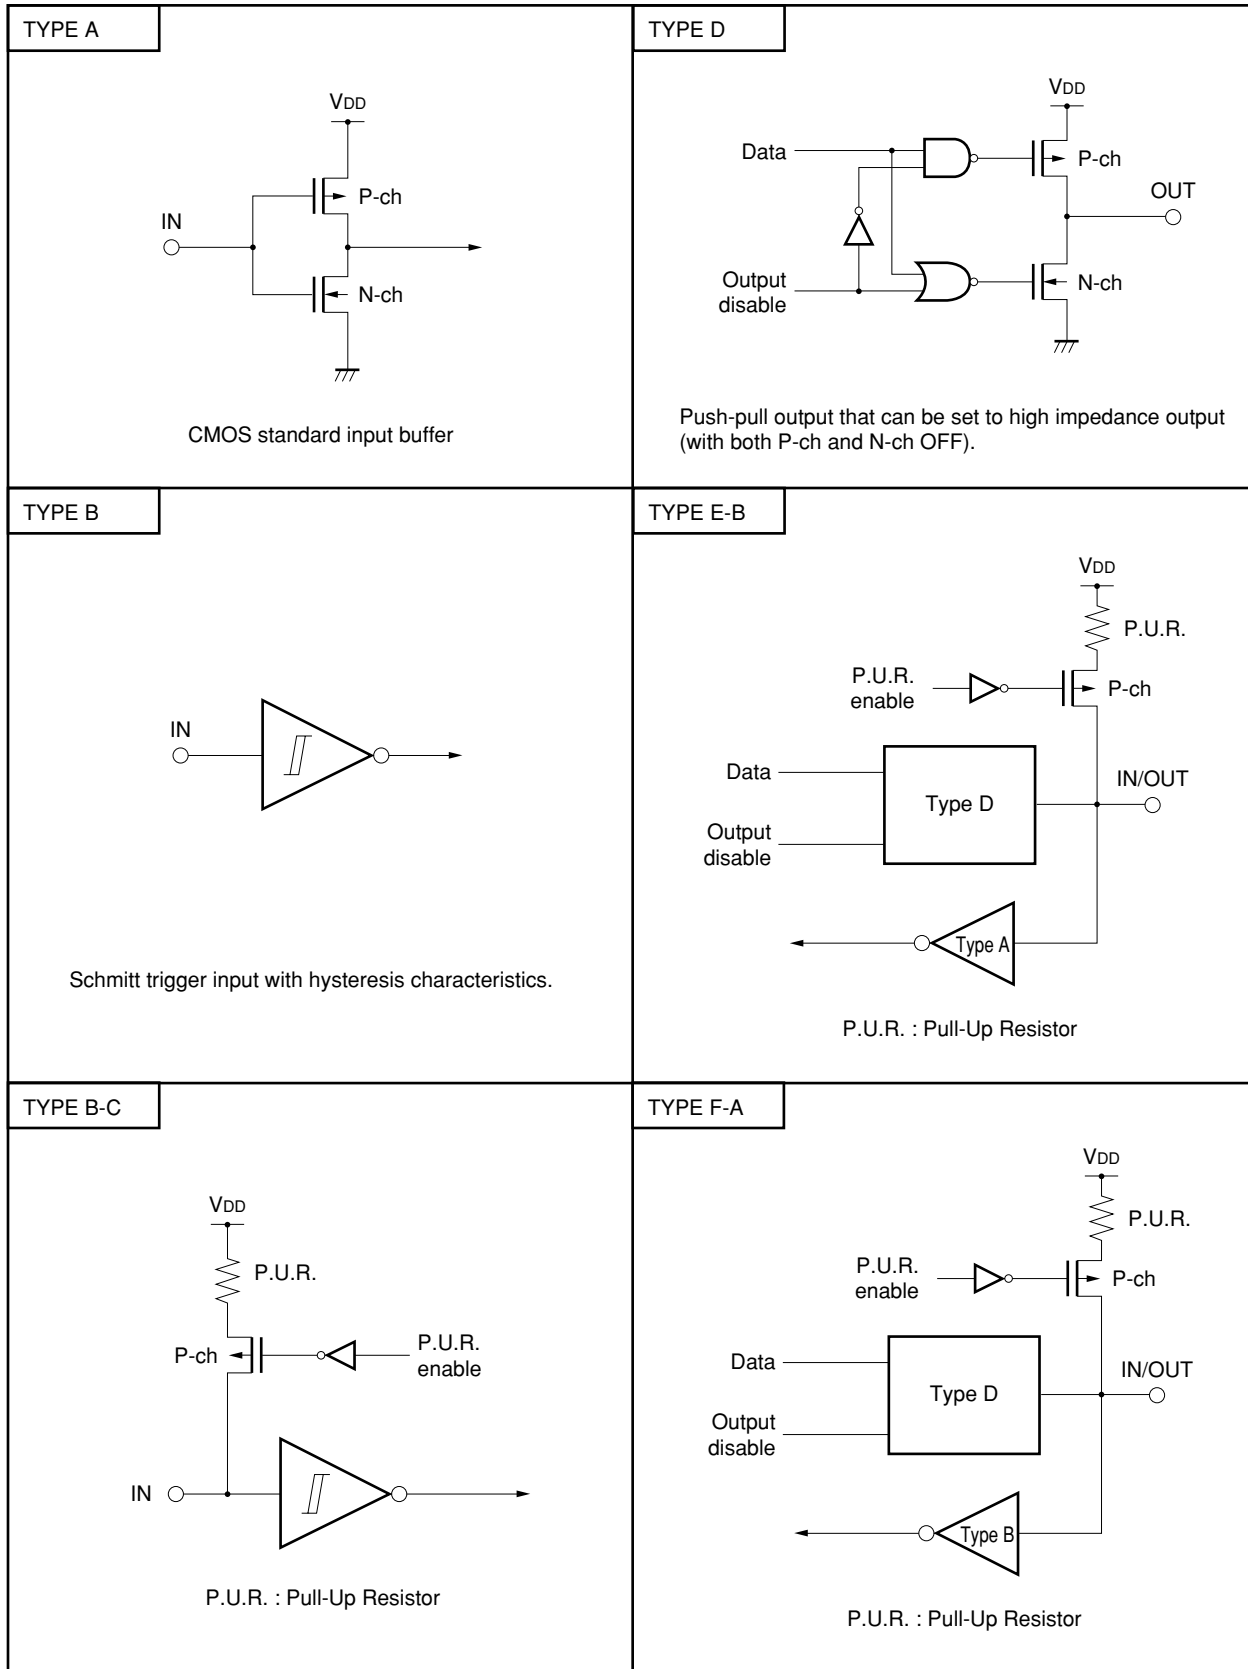 TYPE A
VDD
P-ch
IN
N-ch
CMOS standard input buffer
TYPE D
VDD
Data
P-ch
OUT
Output
disable
N-ch
Push-pull output that can be set to high impedance output
(with both P-ch and N-ch OFF).
TYPE B
IN
Schmitt trigger input with hysteresis characteristics.
TYPE E-B
VDD
P.U.R.
P.U.R.
enable
P-ch
Data
Type D
IN/OUT
Output
disable
Type A
P.U.R. : Pull-Up Resistor
TYPE B-C
VDD
P.U.R.
P-ch
P.U.R.
enable
IN
P.U.R. : Pull-Up Resistor
TYPE F-A
VDD
P.U.R.
P.U.R.
enable
P-ch
Data
Type D
IN/OUT
Output
disable
Type B
P.U.R. : Pull-Up Resistor